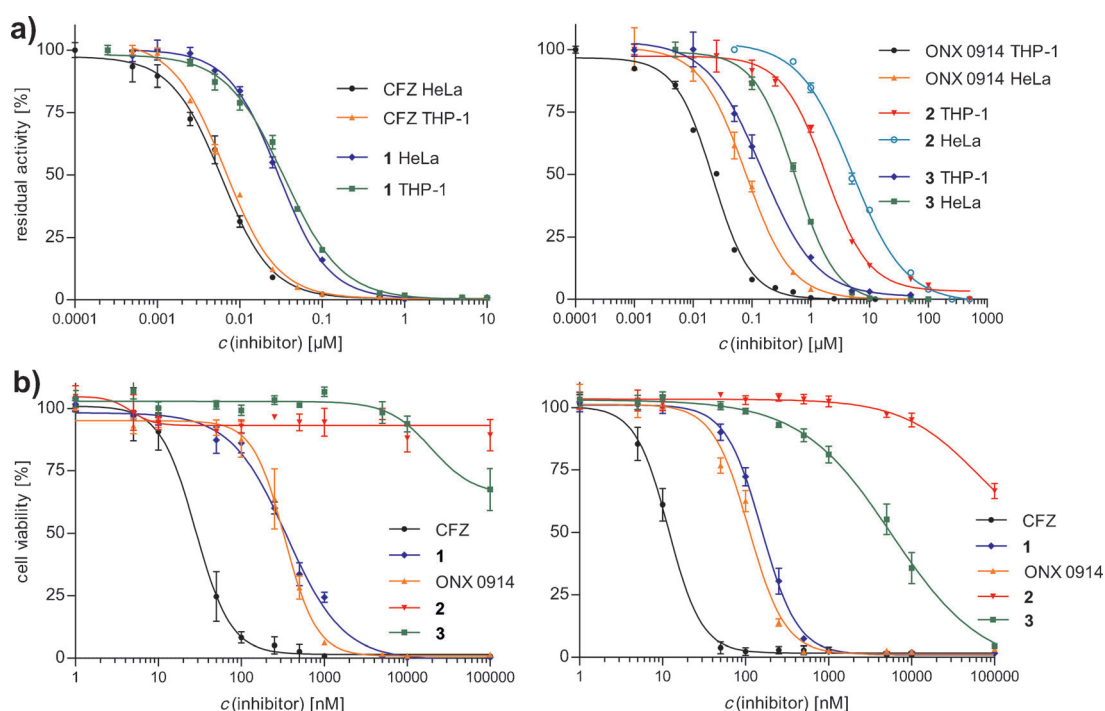 a)
residual activity [%]
100
75
50
25
0
0.0001 0.001 0.01 0.1 1 10
c (inhibitor) [µM]
CFZ HeLa
CFZ THP-1
1 HeLa
1 THP-1
100
75
50
25
0
0.0001 0.001 0.01 0.1 1 10 100 1000
c (inhibitor) [µM]
ONX 0914 THP-1
ONX 0914 HeLa
2 THP-1
2 HeLa
3 THP-1
3 HeLa
b)
cell viability [%]
100
75
50
25
0
1 10 100 1000 10000 100000
c (inhibitor) [nM]
CFZ
1
ONX 0914
2
3
100
75
50
25
0
1 10 100 1000 10000 100000
c (inhibitor) [nM]
CFZ
1
ONX 0914
2
3